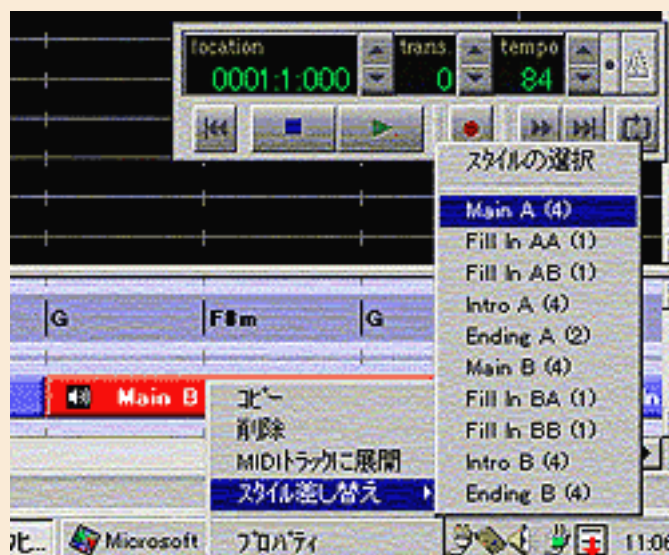 location trans. tempo
0001:1:000 0 84
スタイルの選択
Main A (4)
Fill In AA (1)
Fill In AB (1)
Intro A (4)
Ending A (2)
Main B (4)
Fill In BA (1)
Fill In BB (1)
Intro B (4)
Ending B (4)
G F#m G
Main B
コピー
削除
MIDIトラックに展開
スタイル差し替え
プロパティ
Microsoft